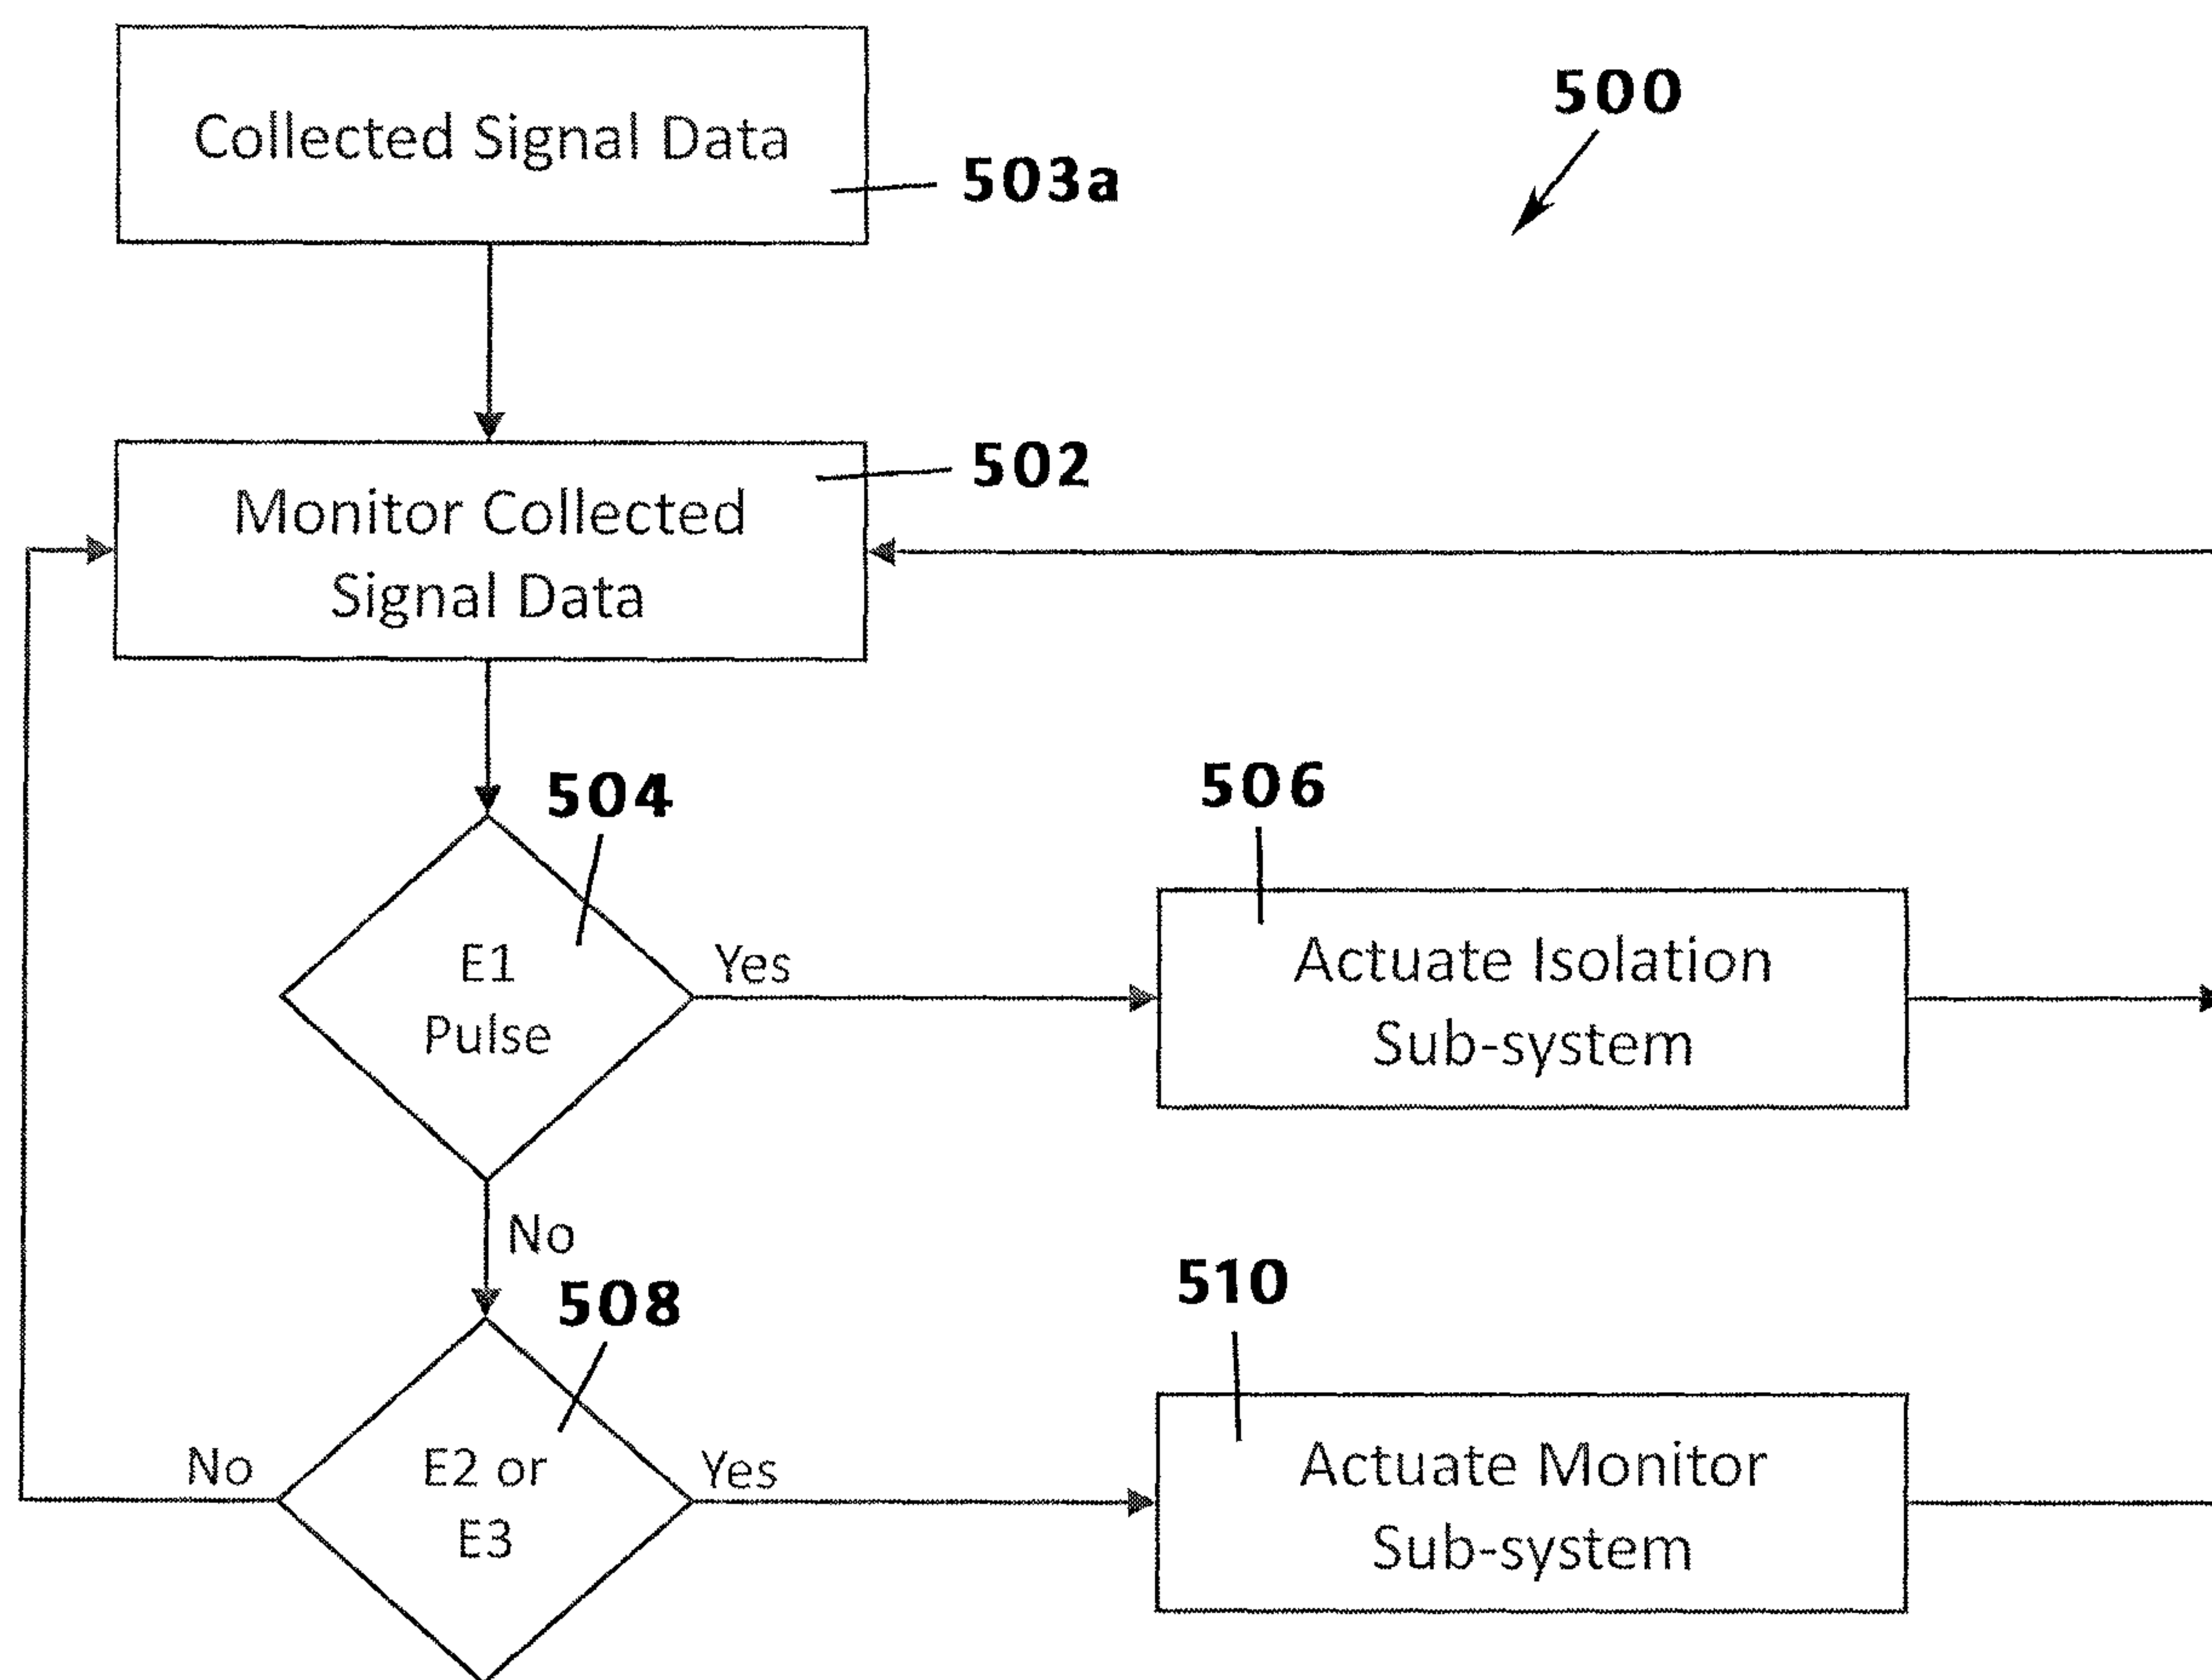 Collected Signal Data
503a
500
Monitor Collected
Signal Data
502
504
E1
Pulse
Yes
506
Actuate Isolation
Sub-system
No
508
E2 or
E3
No
Yes
510
Actuate Monitor
Sub-system